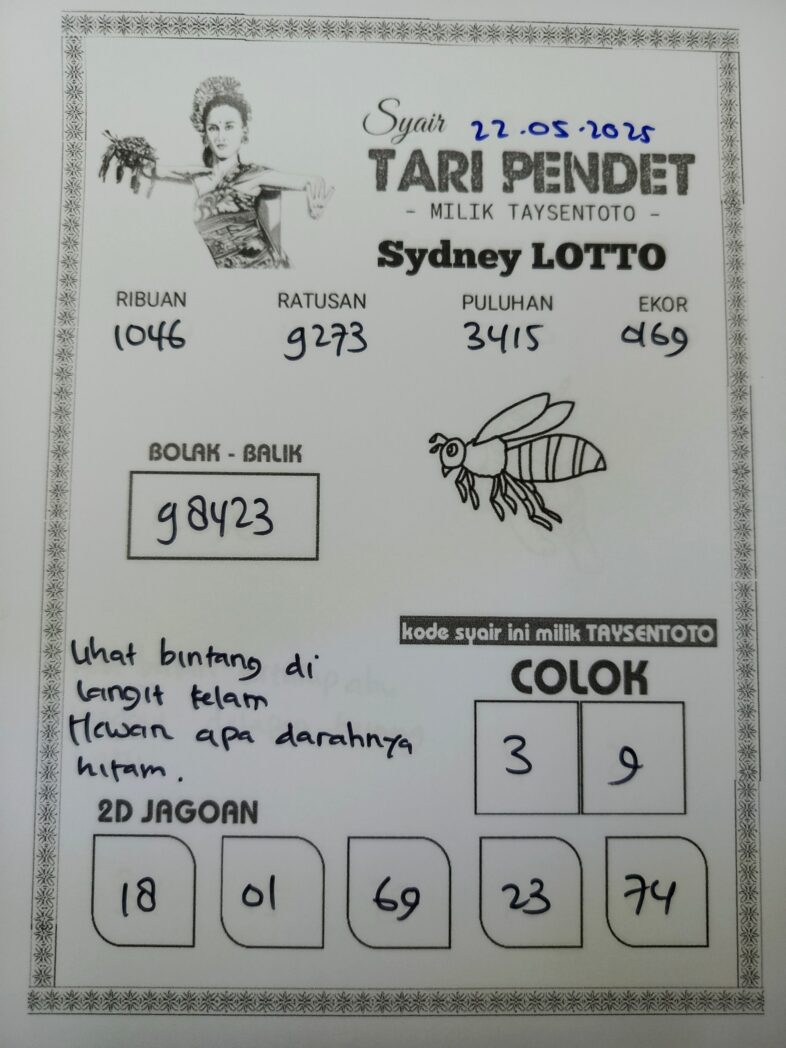 Syair 22.05.2025
TARI PENDET
- MILIK TAYSENTOTO -
Sydney LOTTO
RIBUAN RATUSAN PULUHAN EKOR
1046 9273 3415 0169
BOLAK - BALIK
98423
kode syair ini milik TAYSENTOTO
Lihat bintang di
langit kelam
Hewan apa darahnya
hitam.
COLOK
3 9
2D JAGOAN
18 01 69 23 74